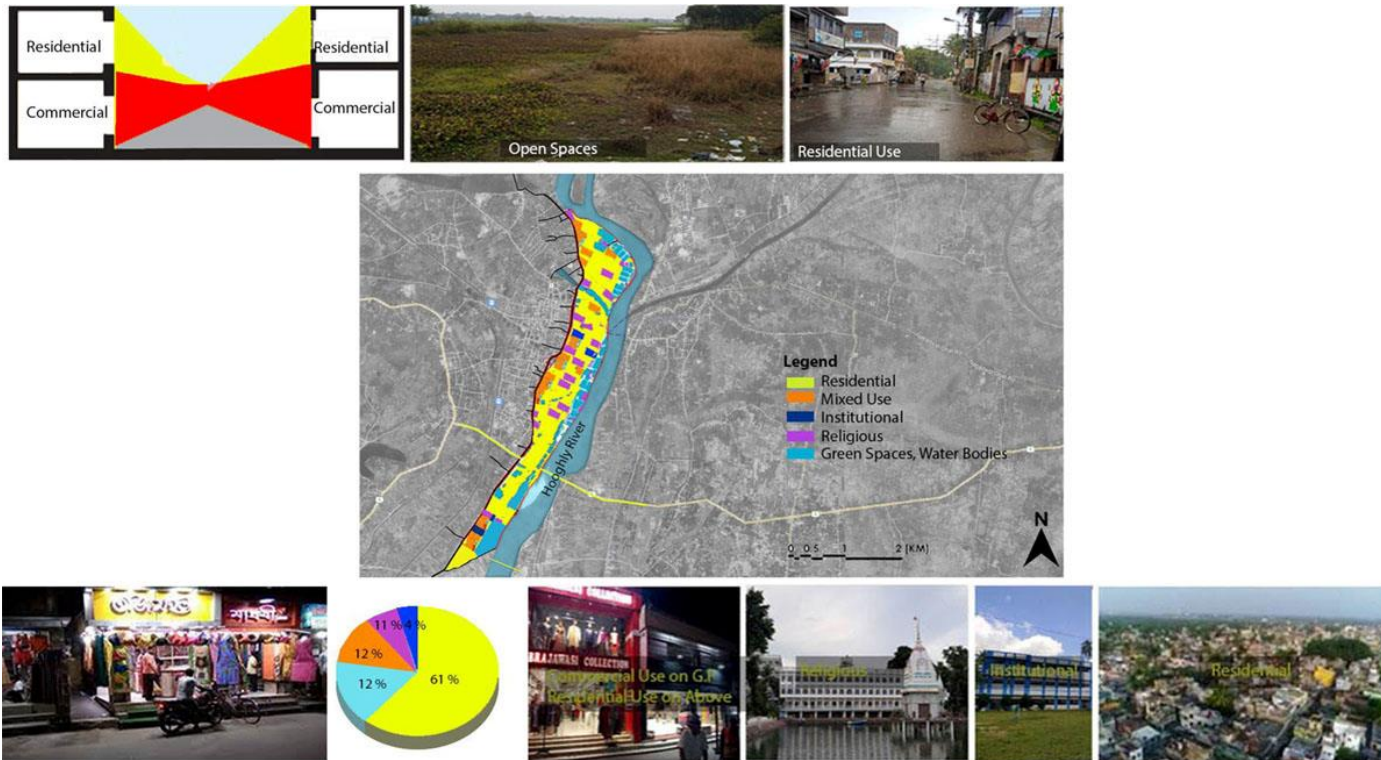 Residential
Residential
Commercial
Commercial
Open Spaces
Residential Use
Legend
Residential
Mixed Use
Institutional
Religious
Green Spaces, Water Bodies
Hooghly River
N
0 0.5 1 2 [KM]
11 %
4 %
12 %
12 %
61 %
BRAJAWASI COLLECTION
Commercial Use on G.F
Residential Use on Above
Religious
Institutional
Residential